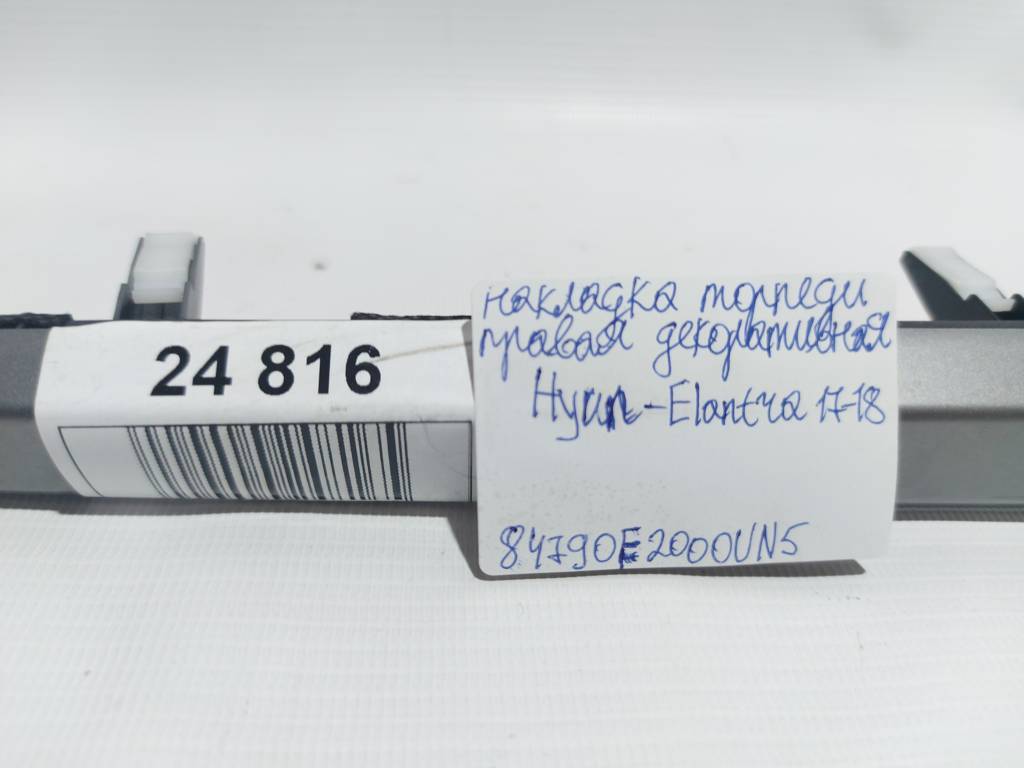 24 816
накладка торпеди
правая декоративная
Hyun-Elantra 17-18
84790F2000UN5